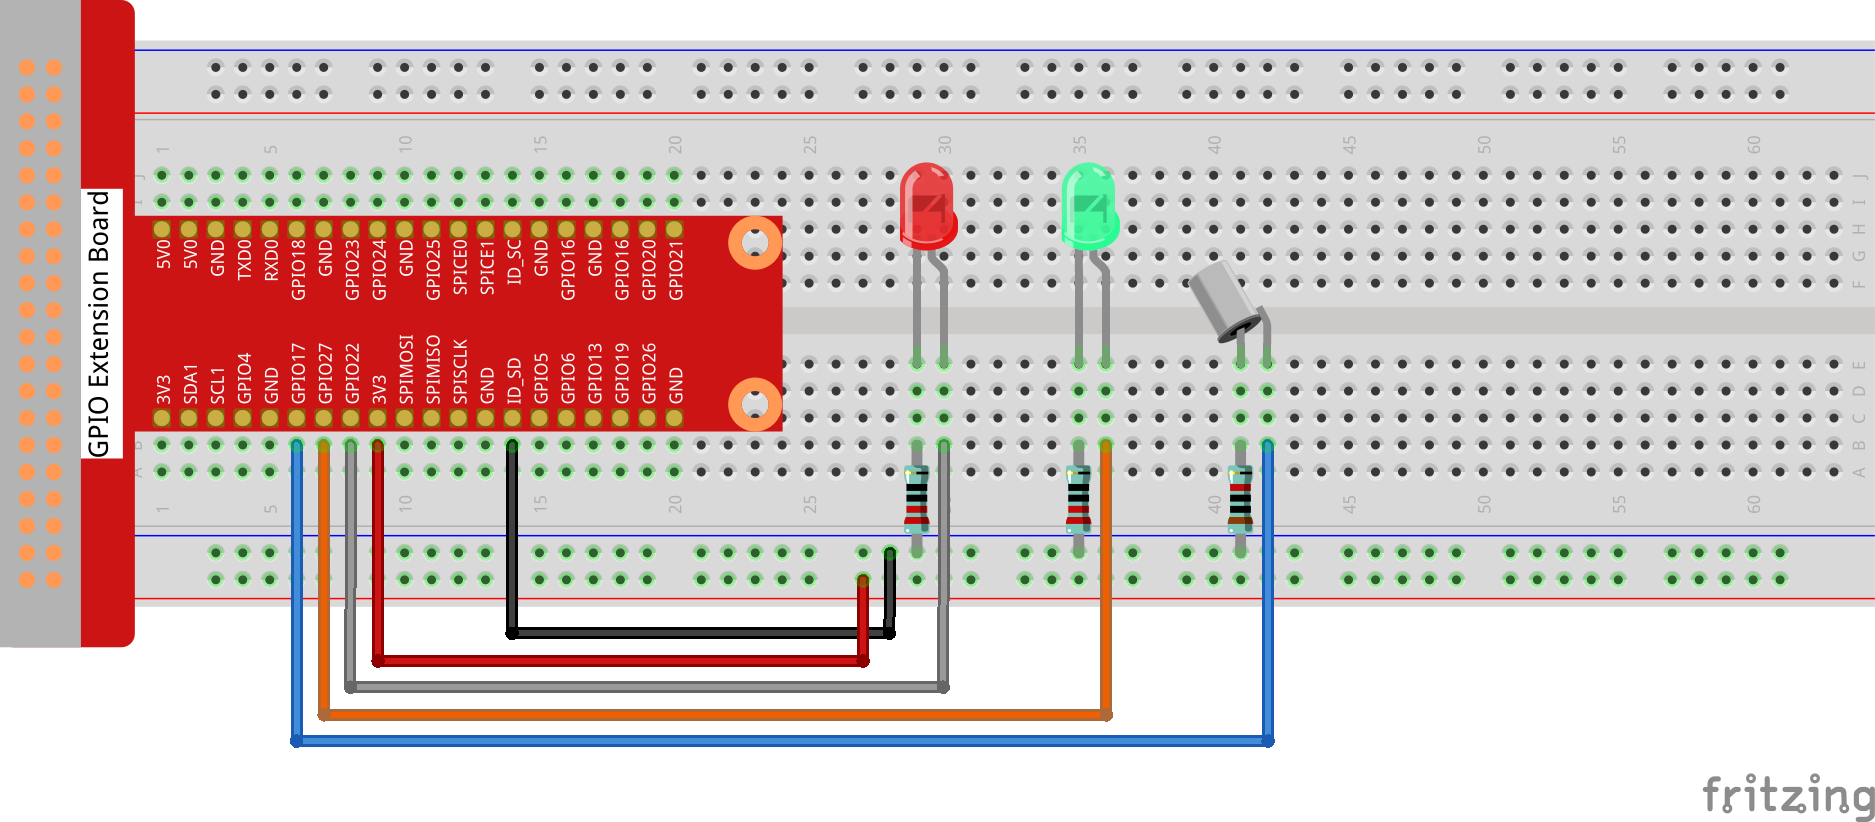 GPIO Extension Board
1 5 10 15 20 25 30 35 40 45 50 55 60
J
I
H
G
F
5V0 5V0 GND TXD0 RXD0 GPIO18 GND GPIO23 GPIO24 GND GPIO25 SPICE0 SPICE1 ID_SC GND GPIO16 GND GPIO16 GPIO20 GPIO21
3V3 SDA1 SCL1 GPIO4 GND GPIO17 GPIO27 GPIO22 3V3 SPIMOSI SPIMISO SPISCLK GND ID_SD GPIO5 GPIO6 GPIO13 GPIO19 GPIO26 GND
E
D
C
B
A
1 5 10 15 20 25 40 45 50 55 60
fritzing